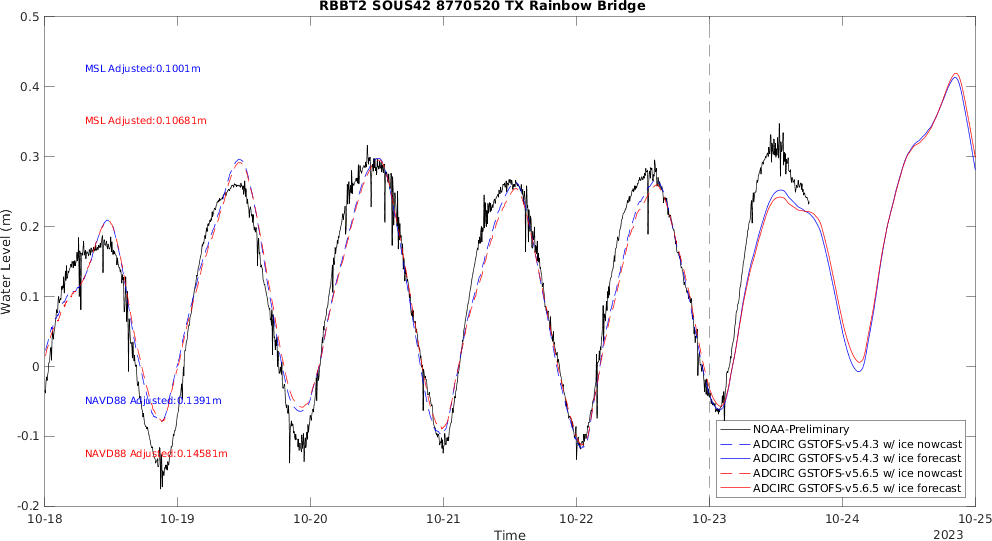 RBBT2 SOUS42 8770520 TX Rainbow Bridge
0.5
MSL Adjusted:0.1001m
0.4
MSL Adjusted:0.10681m
0.3
0.2
Water Level (m)
0.1
0
NAVD88 Adjusted:0.1391m
-0.1
NAVD88 Adjusted:0.14581m
-0.2
NOAA-Preliminary
ADCIRC GSTOFS-v5.4.3 w/ ice nowcast
ADCIRC GSTOFS-v5.4.3 w/ ice forecast
ADCIRC GSTOFS-v5.6.5 w/ ice nowcast
ADCIRC GSTOFS-v5.6.5 w/ ice forecast
10-18 10-19 10-20 10-21 10-22 10-23 10-24 10-25
Time
2023